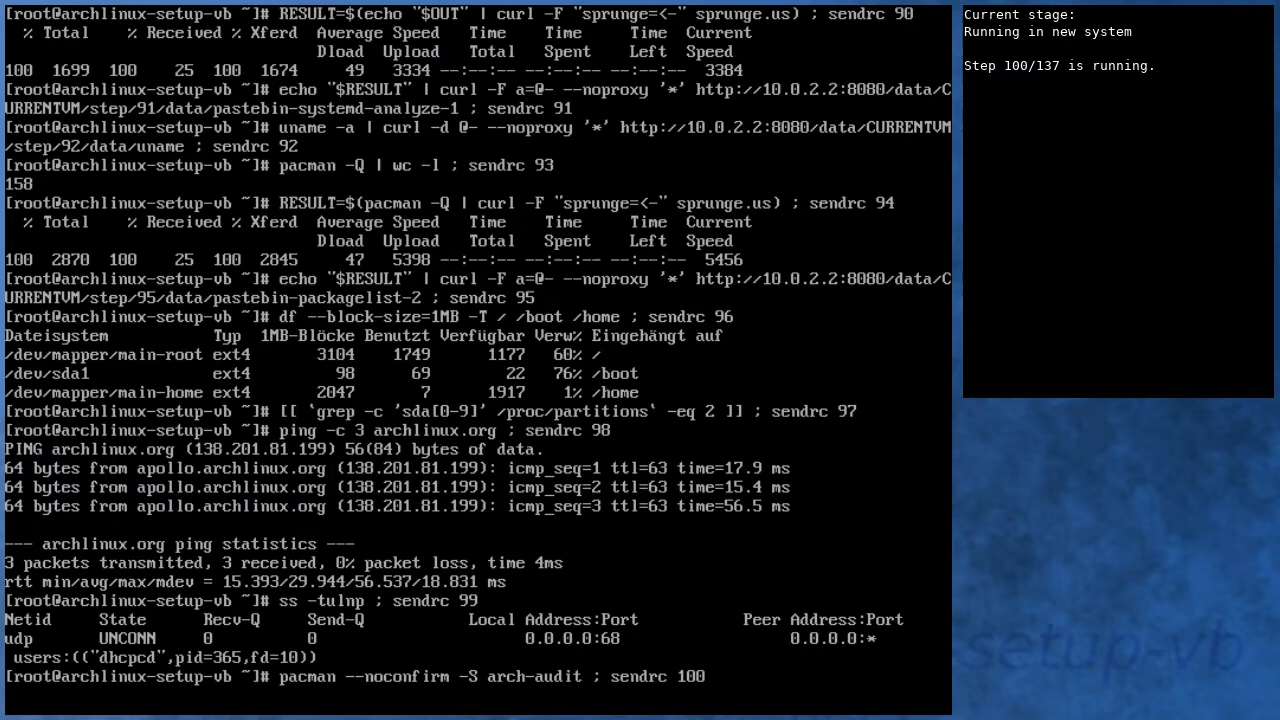 [root@archlinux-setup-vb ~]# RESULT=$(echo "$OUT" | curl -F "sprunge=<-" sprunge.us) ; sendrc 90
  % Total    % Received % Xferd  Average Speed   Time    Time     Time  Current
                                 Dload  Upload   Total   Spent    Left  Speed
100  1699  100    25  100  1674     49   3334 --:--:-- --:--:-- --:--:--  3384
[root@archlinux-setup-vb ~]# echo "$RESULT" | curl -F a=@- --noproxy '*' http://10.0.2.2:8080/data/C
URRENTVM/step/91/data/pastebin-systemd-analyze-1 ; sendrc 91
[root@archlinux-setup-vb ~]# uname -a | curl -d @- --noproxy '*' http://10.0.2.2:8080/data/CURRENTVM
/step/92/data/uname ; sendrc 92
[root@archlinux-setup-vb ~]# pacman -Q | wc -l ; sendrc 93
158
[root@archlinux-setup-vb ~]# RESULT=$(pacman -Q | curl -F "sprunge=<-" sprunge.us) ; sendrc 94
  % Total    % Received % Xferd  Average Speed   Time    Time     Time  Current
                                 Dload  Upload   Total   Spent    Left  Speed
100  2870  100    25  100  2845     47   5398 --:--:-- --:--:-- --:--:--  5456
[root@archlinux-setup-vb ~]# echo "$RESULT" | curl -F a=@- --noproxy '*' http://10.0.2.2:8080/data/C
URRENTVM/step/95/data/pastebin-packagelist-2 ; sendrc 95
[root@archlinux-setup-vb ~]# df --block-size=1MB -T / /boot /home ; sendrc 96
Dateisystem           Typ  1MB-Blöcke Benutzt Verfügbar Verw% Eingehängt auf
/dev/mapper/main-root ext4       3104    1749      1177   60% /
/dev/sda1             ext4         98      69        22   76% /boot
/dev/mapper/main-home ext4       2047       7      1917    1% /home
[root@archlinux-setup-vb ~]# [[ `grep -c 'sda[0-9]' /proc/partitions` -eq 2 ]] ; sendrc 97
[root@archlinux-setup-vb ~]# ping -c 3 archlinux.org ; sendrc 98
PING archlinux.org (138.201.81.199) 56(84) bytes of data.
64 bytes from apollo.archlinux.org (138.201.81.199): icmp_seq=1 ttl=63 time=17.9 ms
64 bytes from apollo.archlinux.org (138.201.81.199): icmp_seq=2 ttl=63 time=15.4 ms
64 bytes from apollo.archlinux.org (138.201.81.199): icmp_seq=3 ttl=63 time=56.5 ms

--- archlinux.org ping statistics ---
3 packets transmitted, 3 received, 0% packet loss, time 4ms
rtt min/avg/max/mdev = 15.393/29.944/56.537/18.831 ms
[root@archlinux-setup-vb ~]# ss -tulnp ; sendrc 99
Netid     State      Recv-Q     Send-Q           Local Address:Port           Peer Address:Port
udp       UNCONN     0          0                      0.0.0.0:68                  0.0.0.0:*
 users:(("dhcpcd",pid=365,fd=10))
[root@archlinux-setup-vb ~]# pacman --noconfirm -S arch-audit ; sendrc 100
Current stage:
Running in new system

Step 100/137 is running.
setup-vb